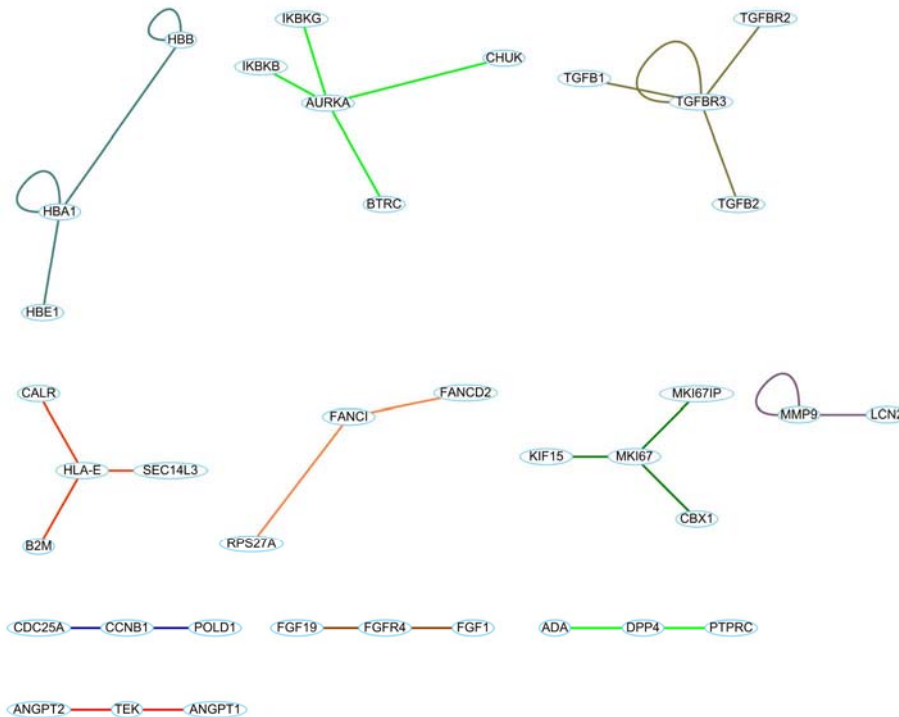 HBB
IKBKG
TGFBR2
CHUK
IKBKB
TGFB1
AURKA
TGFBR3
HBA1
BTRC
TGFB2
HBE1
CALR
FANCD2
MKI67IP
FANCI
MMP9
LCN2
HLA-E
SEC14L3
KIF15
MKI67
CBX1
B2M
RPS27A
CDC25A
CCNB1
POLD1
FGF19
FGFR4
FGF1
ADA
DPP4
PTPRC
ANGPT2
TEK
ANGPT1